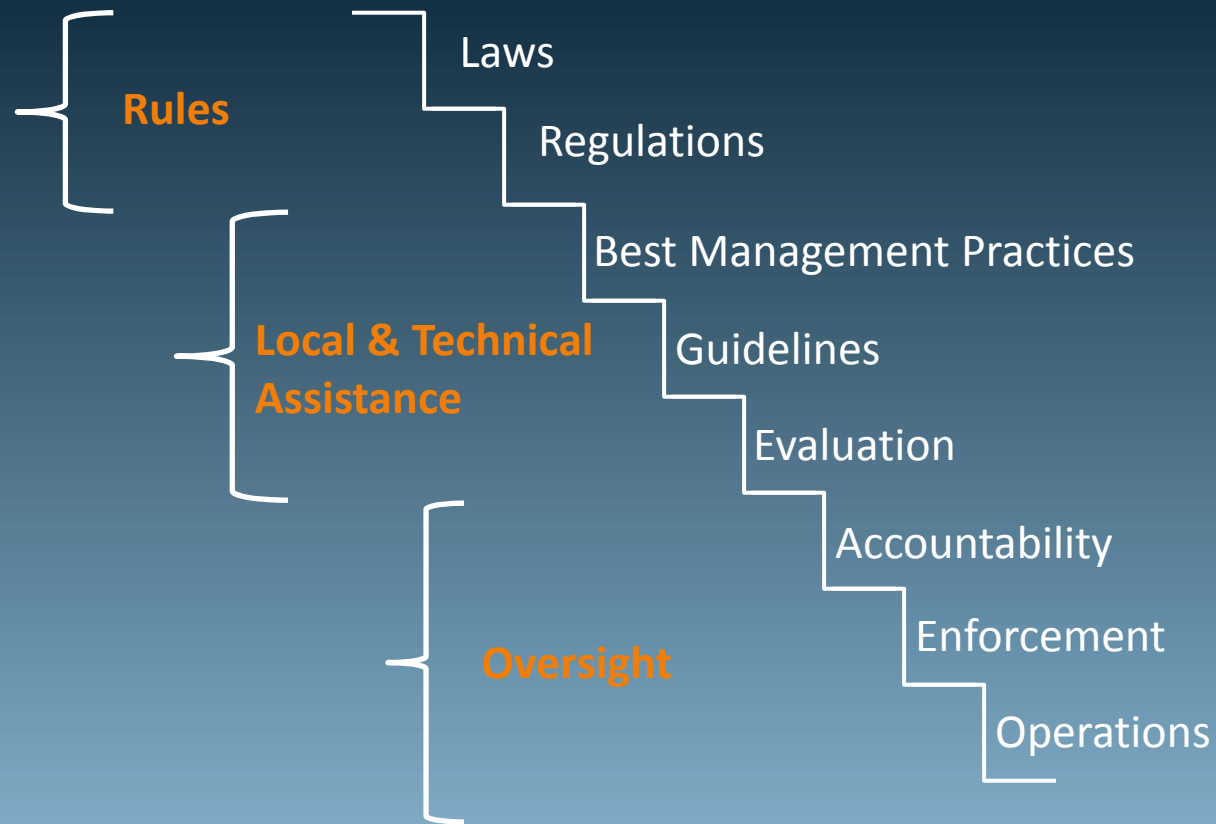 Laws
Rules
Regulations
Best Management Practices
Local & Technical
Assistance
Guidelines
Evaluation
Accountability
Enforcement
Oversight
Operations